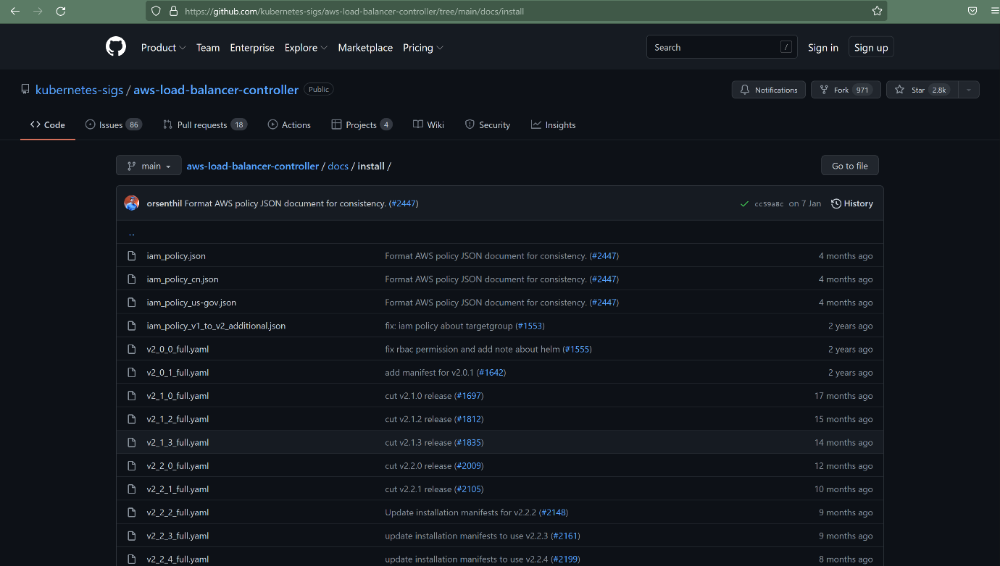 https://github.com/kubernetes-sigs/aws-load-balancer-controller/tree/main/docs/install
Product Team Enterprise Explore Marketplace Pricing Search / Sign in Sign up
kubernetes-sigs / aws-load-balancer-controller Public Notifications Fork 971 Star 2.8k
Code Issues 86 Pull requests 18 Actions Projects 4 Wiki Security Insights
main aws-load-balancer-controller / docs / install / Go to file
orsenthil Format AWS policy JSON document for consistency. (#2447) cc59a8c on 7 Jan History
..
iam_policy.json Format AWS policy JSON document for consistency. (#2447) 4 months ago
iam_policy_cn.json Format AWS policy JSON document for consistency. (#2447) 4 months ago
iam_policy_us-gov.json Format AWS policy JSON document for consistency. (#2447) 4 months ago
iam_policy_v1_to_v2_additional.json fix: iam policy about targetgroup (#1553) 2 years ago
v2_0_0_full.yaml fix rbac permission and add note about helm (#1555) 2 years ago
v2_0_1_full.yaml add manifest for v2.0.1 (#1642) 2 years ago
v2_1_0_full.yaml cut v2.1.0 release (#1697) 17 months ago
v2_1_2_full.yaml cut v2.1.2 release (#1812) 15 months ago
v2_1_3_full.yaml cut v2.1.3 release (#1835) 14 months ago
v2_2_0_full.yaml cut v2.2.0 release (#2009) 12 months ago
v2_2_1_full.yaml cut v2.2.1 release (#2105) 10 months ago
v2_2_2_full.yaml Update installation manifests for v2.2.2 (#2148) 9 months ago
v2_2_3_full.yaml update installation manifests to use v2.2.3 (#2161) 9 months ago
v2_2_4_full.yaml update installation manifests to use v2.2.4 (#2199) 8 months ago